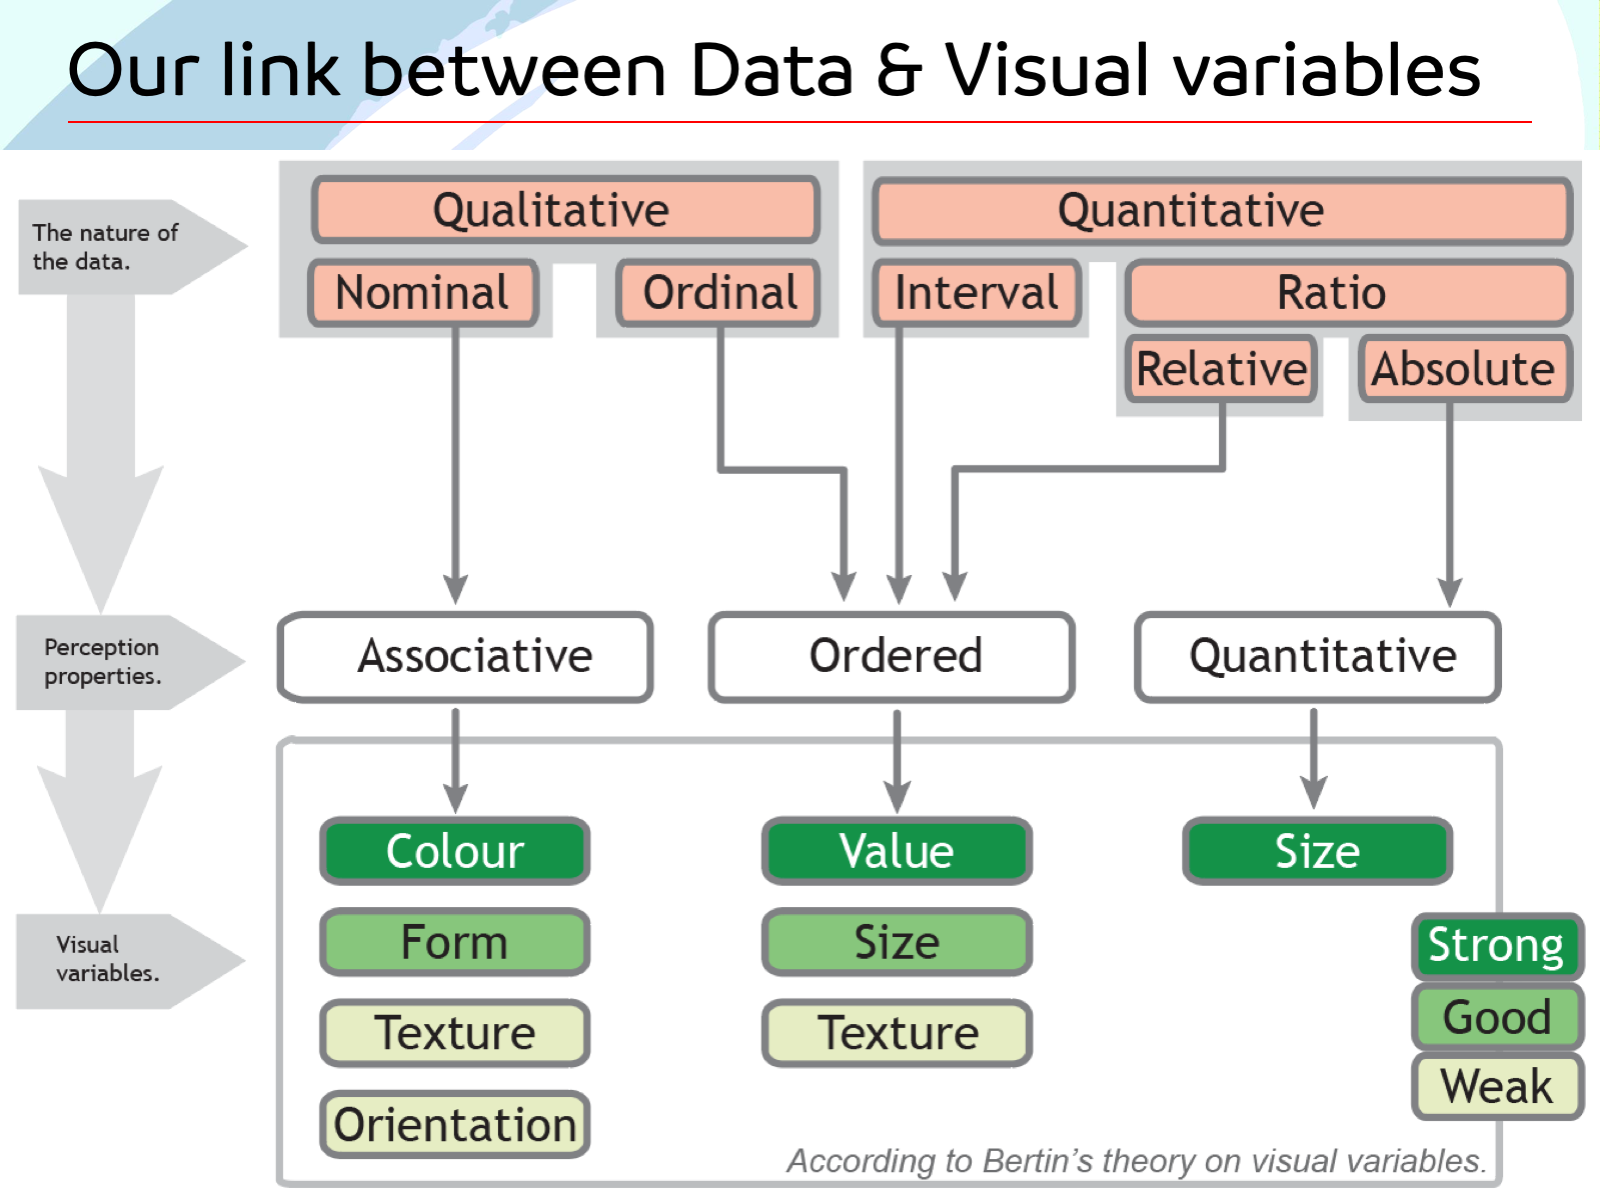 Our link between Data & Visual variables
The nature of
the data.
Qualitative
Quantitative
Nominal
Ordinal
Interval
Ratio
Relative
Absolute
Perception
properties.
Associative
Ordered
Quantitative
Visual
variables.
Colour
Value
Size
Form
Size
Texture
Texture
Orientation
Strong
Good
Weak
According to Bertin's theory on visual variables.